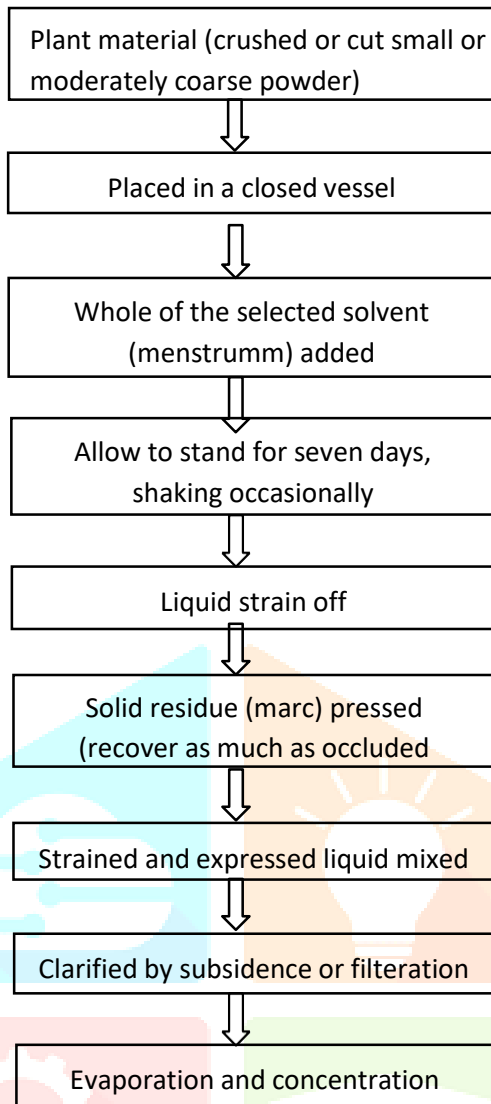 Plant material (crushed or cut small or
moderately coarse powder)
Placed in a closed vessel
Whole of the selected solvent
(menstrumm) added
Allow to stand for seven days,
shaking occasionally
Liquid strain off
Solid residue (marc) pressed
(recover as much as occluded
Strained and expressed liquid mixed
Clarified by subsidence or filteration
Evaporation and concentration